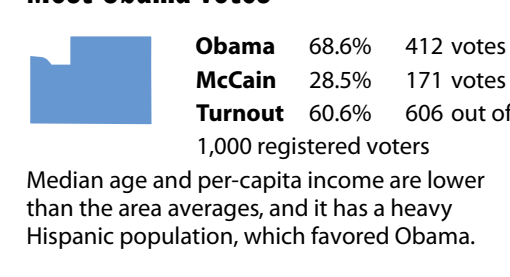 Most Obama votes
Obama 68.6% 412 votes
McCain 28.5% 171 votes
Turnout 60.6% 606 out of
1,000 registered voters
Median age and per-capita income are lower
than the area averages, and it has a heavy
Hispanic population, which favored Obama.